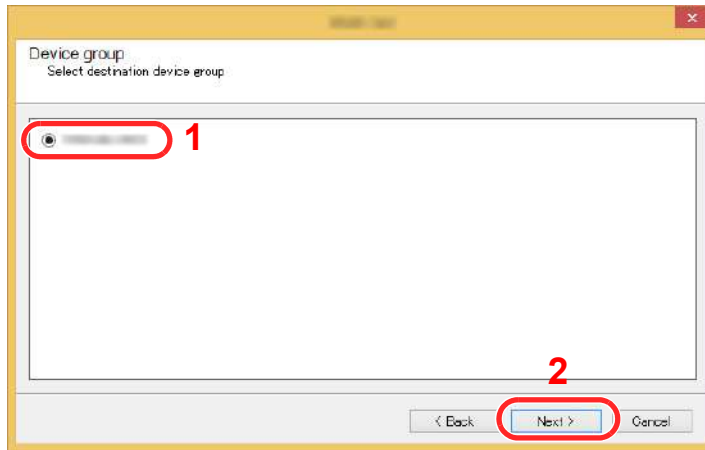 Device group
Select destination device group
1
2
< Back
Next >
Cancel